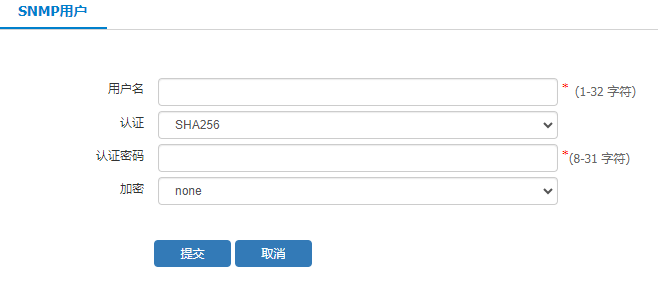 SNMP用户
用户名 * (1-32 字符)
认证 SHA256
认证密码 *(8-31 字符)
加密 none
提交 取消